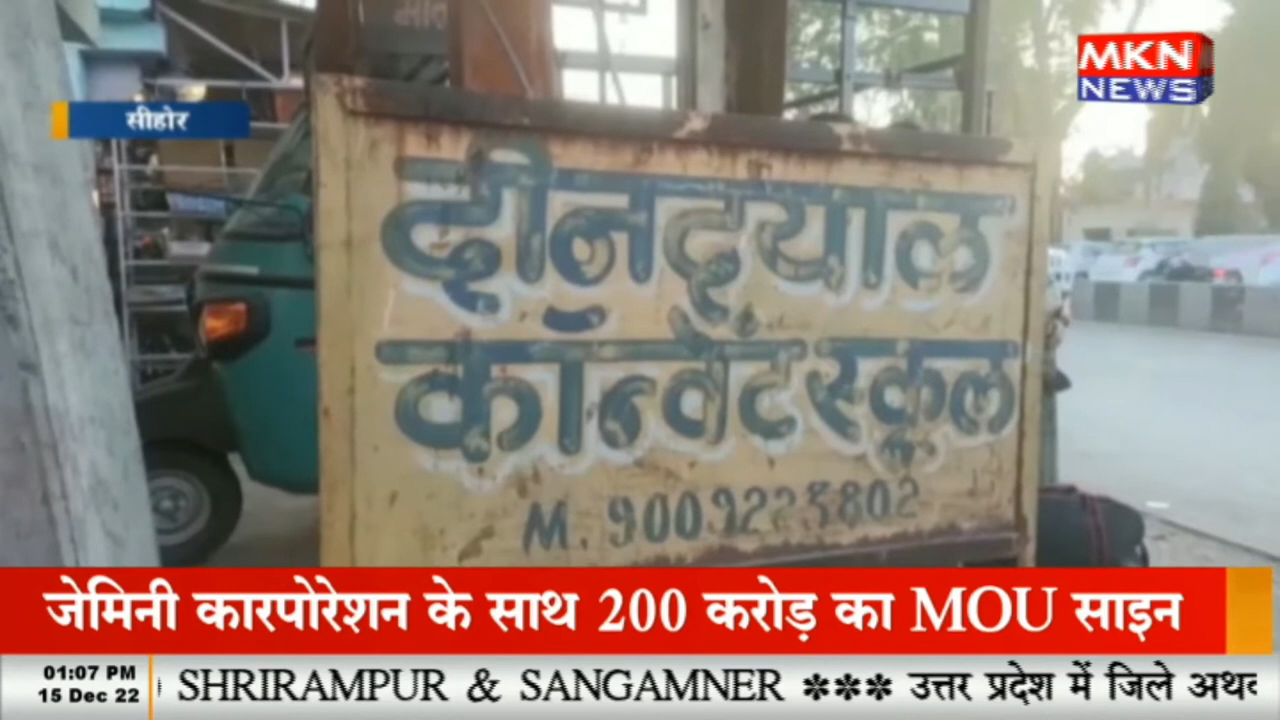 MKN
NEWS
सीहोर
दीनदयाल
कॉन्वेंट स्कूल
M. 9009225802
जेमिनी कारपोरेशन के साथ 200 करोड़ का MOU साइन
01:07 PM
15 Dec 22
SHRIRAMPUR & SANGAMNER *** उत्तर प्रदेश में जिले